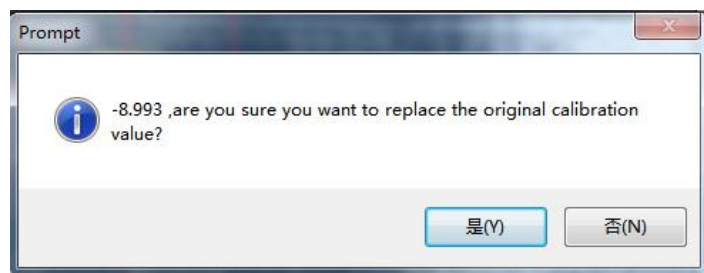 Prompt
-8.993 ,are you sure you want to replace the original calibration
value?
是(Y)
否(N)